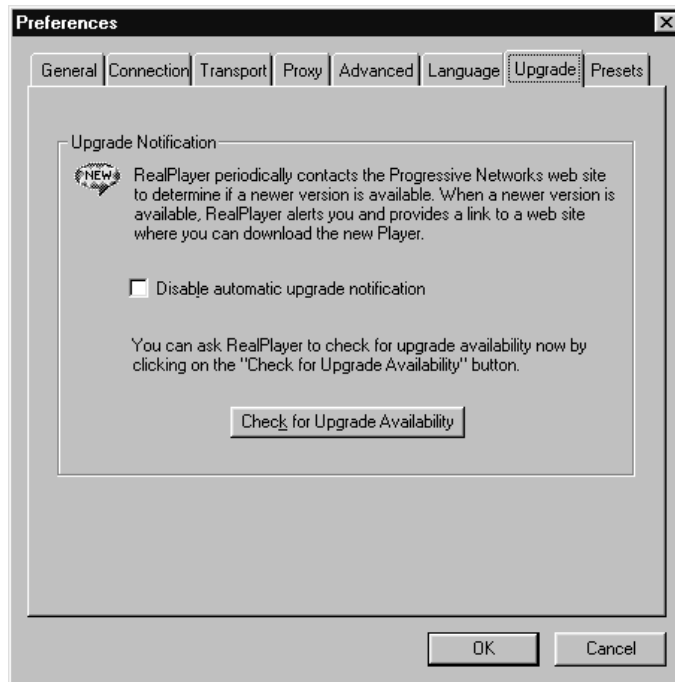 Preferences
General Connection Transport Proxy Advanced Language Upgrade Presets
Upgrade Notification
NEW
RealPlayer periodically contacts the Progressive Networks web site
to determine if a newer version is available. When a newer version is
available, RealPlayer alerts you and provides a link to a web site
where you can download the new Player.
Disable automatic upgrade notification
You can ask RealPlayer to check for upgrade availability now by
clicking on the "Check for Upgrade Availability" button.
Check for Upgrade Availability
OK Cancel